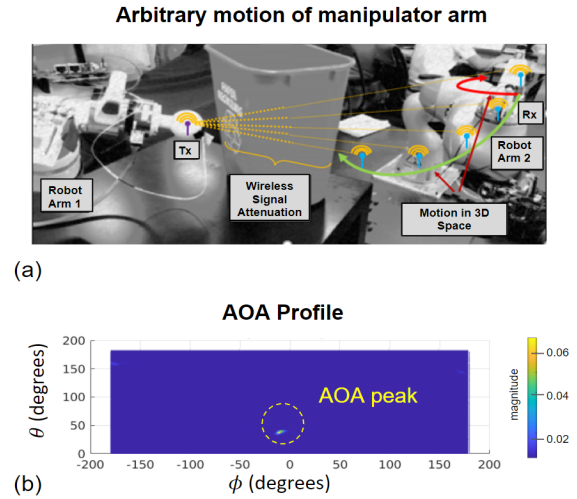 Arbitrary motion of manipulator arm
Rx
Tx
Robot
Arm 2
Robot
Arm 1
Wireless
Signal
Attenuation
Motion in 3D
Space
(a)
AOA Profile
200
150
100
50
0
θ (degrees)
AOA peak
-200 -150 -100 -50 0 50 100 150 200
ϕ (degrees)
0.06
0.04
0.02
magnitude
(b)